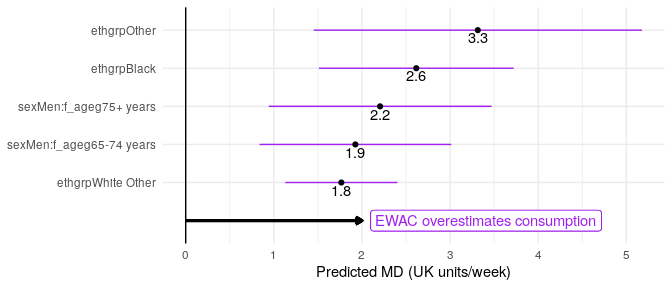 ethgrpOther
3.3
ethgrpBlack
2.6
sexMen:f_ageg75+ years
2.2
sexMen:f_ageg65-74 years
1.9
ethgrpWhite Other
1.8
EWAC overestimates consumption
0 1 2 3 4 5
Predicted MD (UK units/week)